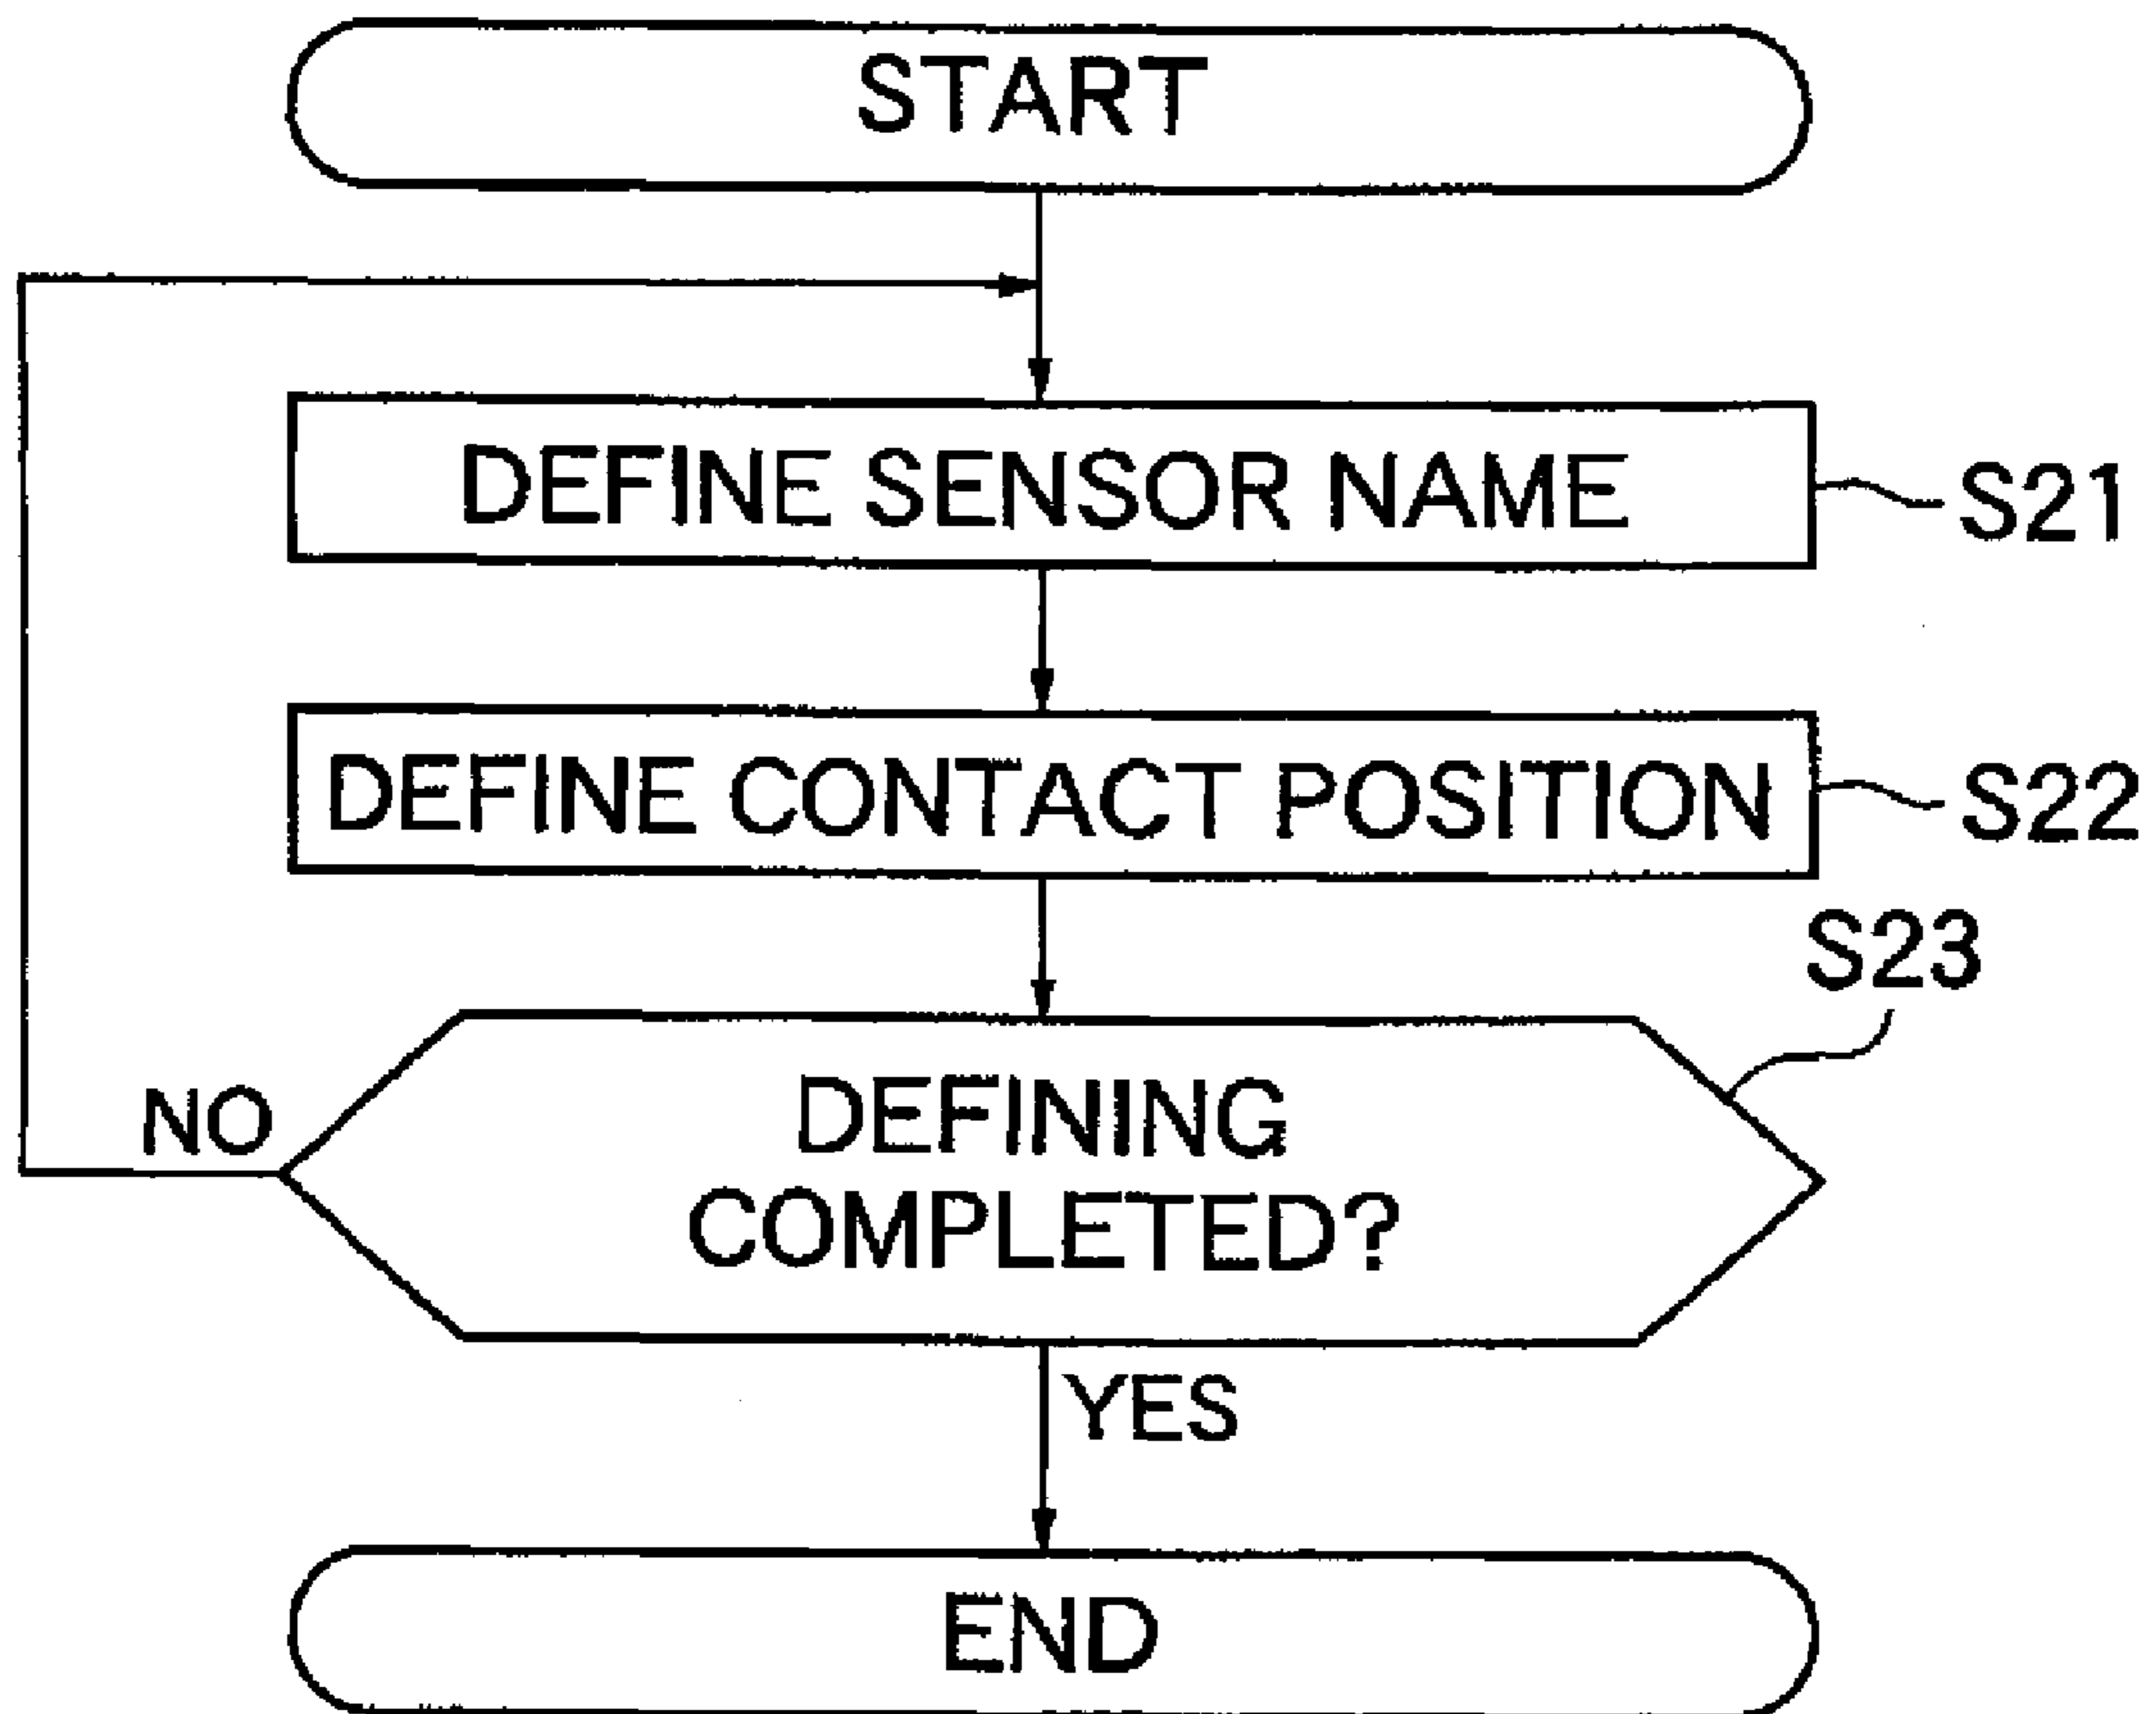 START
DEFINE SENSOR NAME
S21
DEFINE CONTACT POSITION
S22
S23
DEFINING
COMPLETED?
NO
YES
END